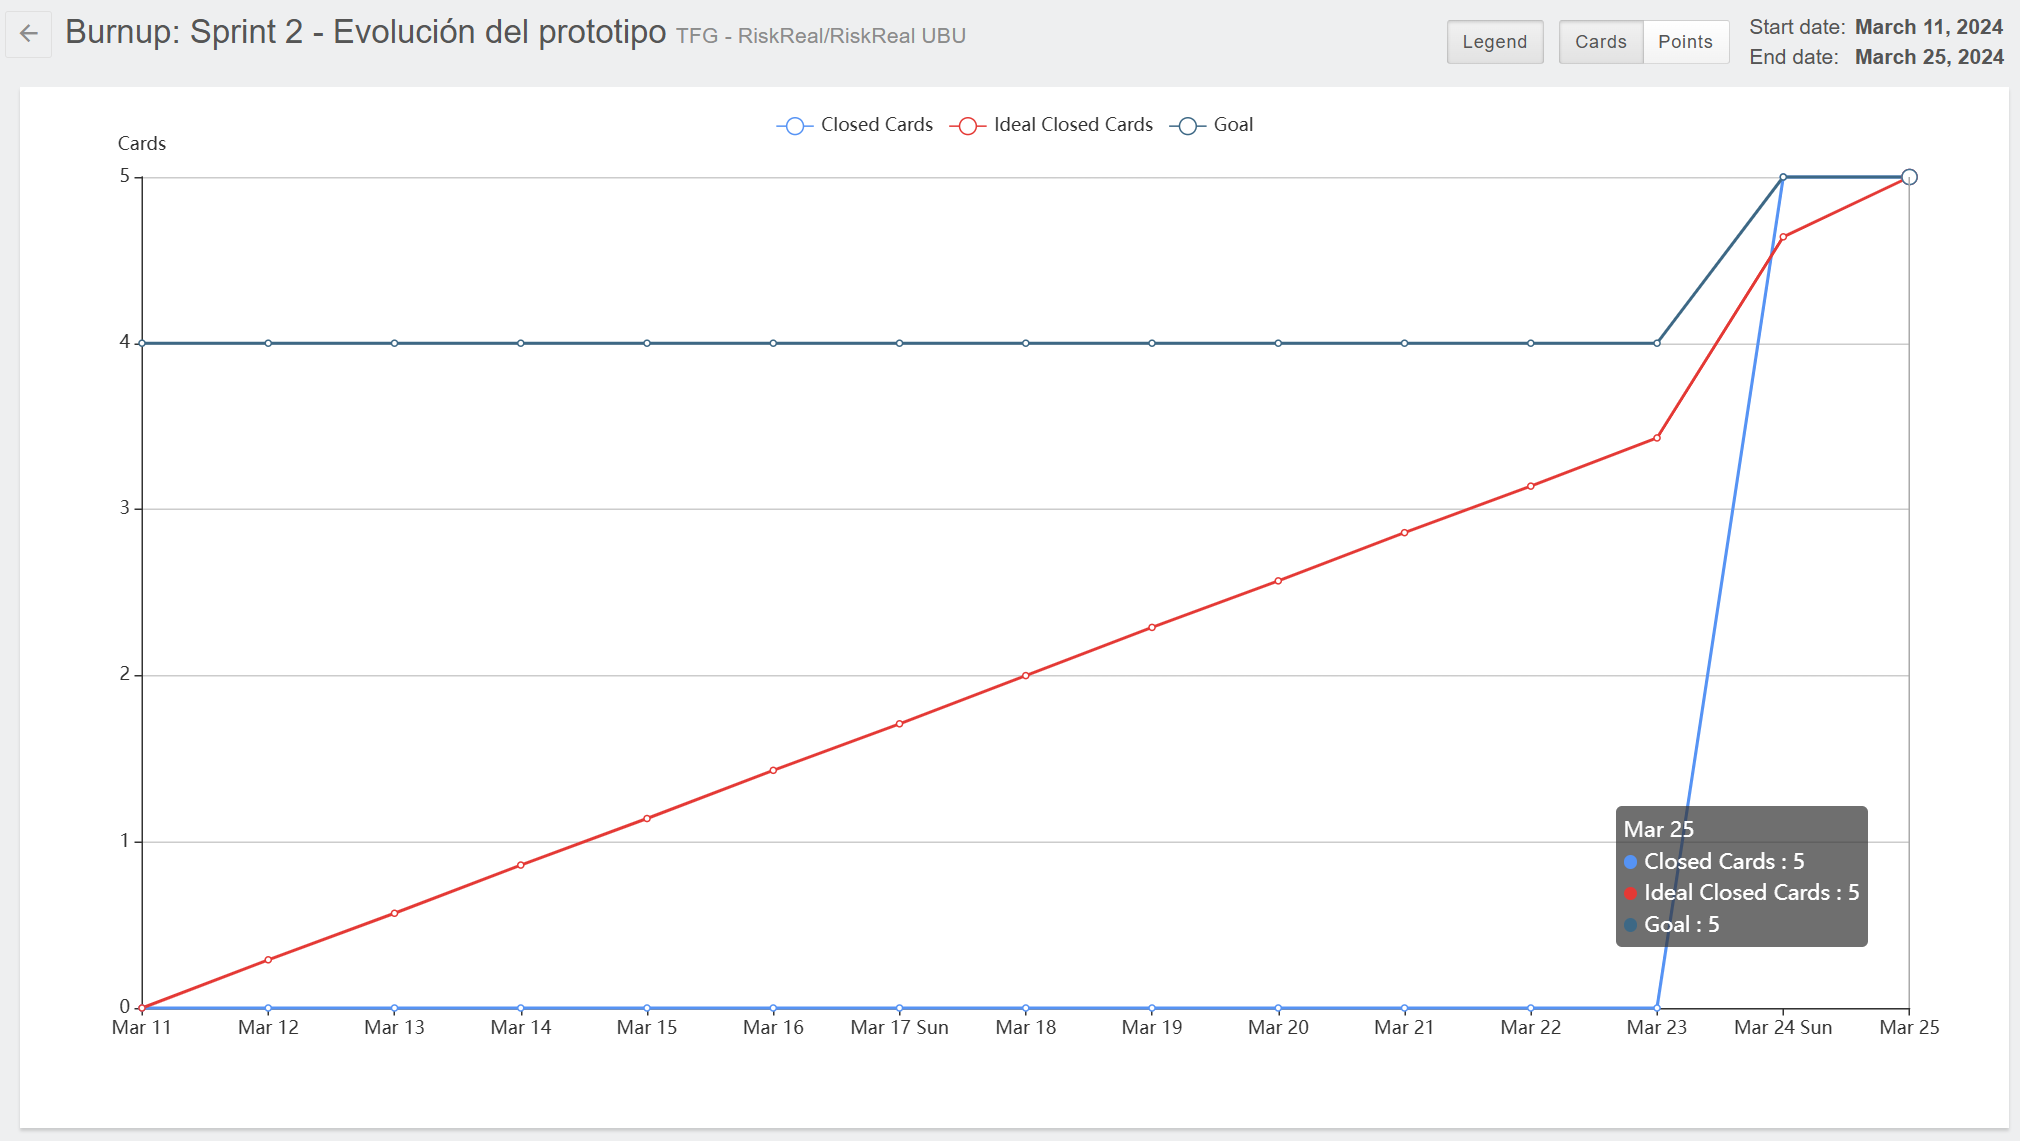 Burnup: Sprint 2 - Evolución del prototipo TFG - RiskReal/RiskReal UBU
Legend
Cards Points
Start date: March 11, 2024
End date: March 25, 2024
Closed Cards Ideal Closed Cards Goal
Cards
5
4
3
2
1
0
Mar 25
Closed Cards : 5
Ideal Closed Cards : 5
Goal : 5
Mar 11 Mar 12 Mar 13 Mar 14 Mar 15 Mar 16 Mar 17 Sun Mar 18 Mar 19 Mar 20 Mar 21 Mar 22 Mar 23 Mar 24 Sun Mar 25